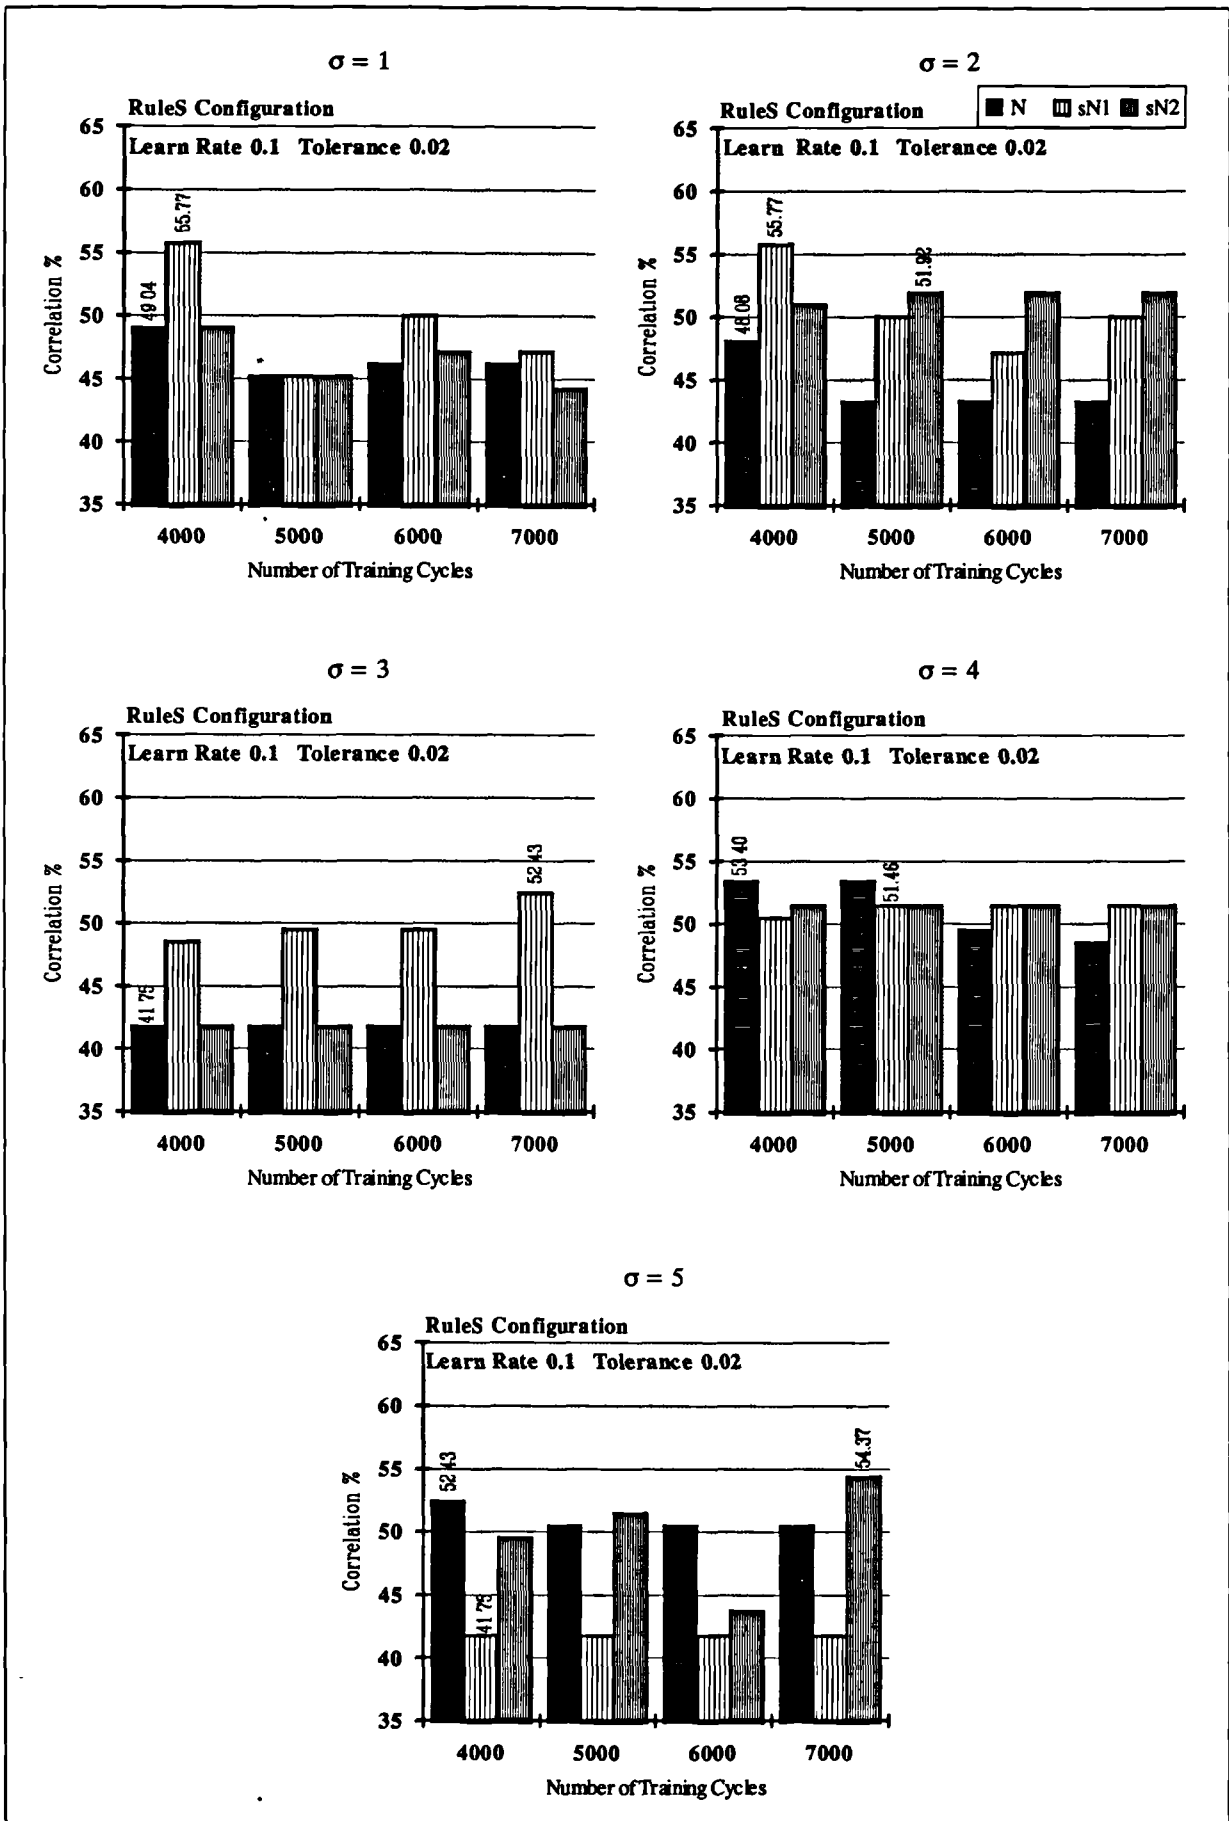 σ = 1
RuleS Configuration
Learn Rate 0.1 Tolerance 0.02
Correlation %
65
60
55
50
45
40
35
49 04
55.77
4000 5000 6000 7000
Number of Training Cycles
σ = 2
RuleS Configuration
N sN1 sN2
Learn Rate 0.1 Tolerance 0.02
Correlation %
65
60
55
50
45
40
35
48.08
55.77
51.92
4000 5000 6000 7000
Number of Training Cycles
σ = 3
RuleS Configuration
Learn Rate 0.1 Tolerance 0.02
Correlation %
65
60
55
50
45
40
35
41 75
52 43
4000 5000 6000 7000
Number of Training Cycles
σ = 4
RuleS Configuration
Learn Rate 0.1 Tolerance 0.02
Correlation %
65
60
55
50
45
40
35
53 40
51.46
4000 5000 6000 7000
Number of Training Cycles
σ = 5
RuleS Configuration
Learn Rate 0.1 Tolerance 0.02
Correlation %
65
60
55
50
45
40
35
52 43
41 75
54.37
4000 5000 6000 7000
Number of Training Cycles